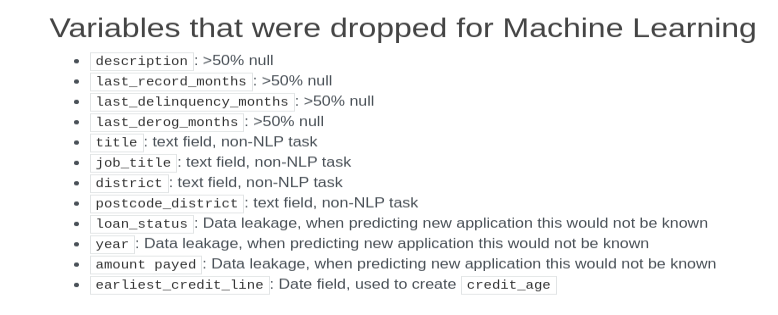 Variables that were dropped for Machine Learning
description: >50% null
last_record_months: >50% null
last_delinquency_months: >50% null
last_derog_months: >50% null
title: text field, non-NLP task
job_title: text field, non-NLP task
district: text field, non-NLP task
postcode_district: text field, non-NLP task
loan_status: Data leakage, when predicting new application this would not be known
year: Data leakage, when predicting new application this would not be known
amount payed: Data leakage, when predicting new application this would not be known
earliest_credit_line: Date field, used to create credit_age